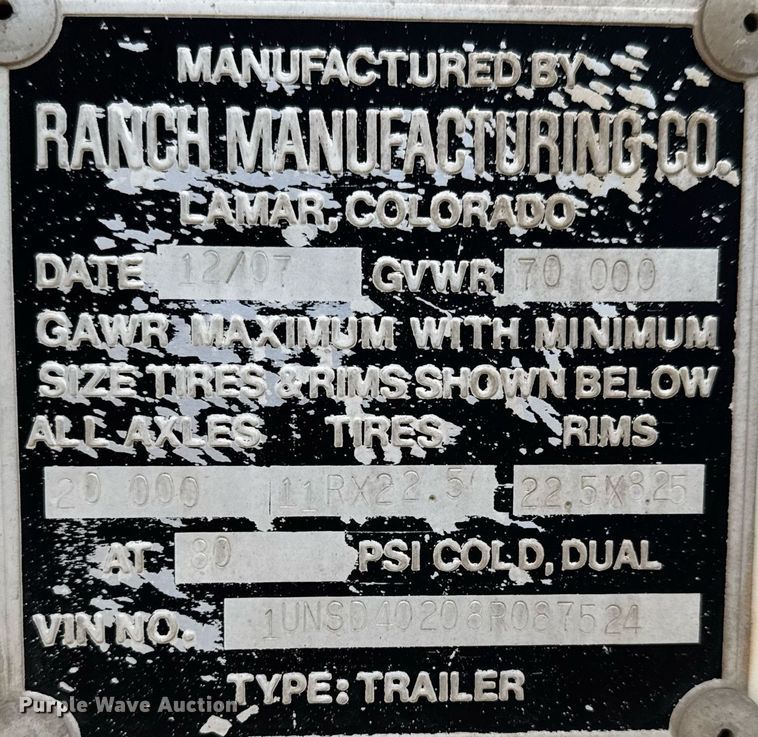 MANUFACTURED BY
RANCH MANUFACTURING CO.
LAMAR, COLORADO
DATE 12/07 GVWR 70 000
GAWR MAXIMUM WITH MINIMUM
SIZE TIRES & RIMS SHOWN BELOW
ALL AXLES TIRES RIMS
20 000 11RX22.5 22.5X8.25
AT 80 PSI COLD, DUAL
VIN NO. 1UNSD40208R087524
TYPE: TRAILER
Purple Wave Auction